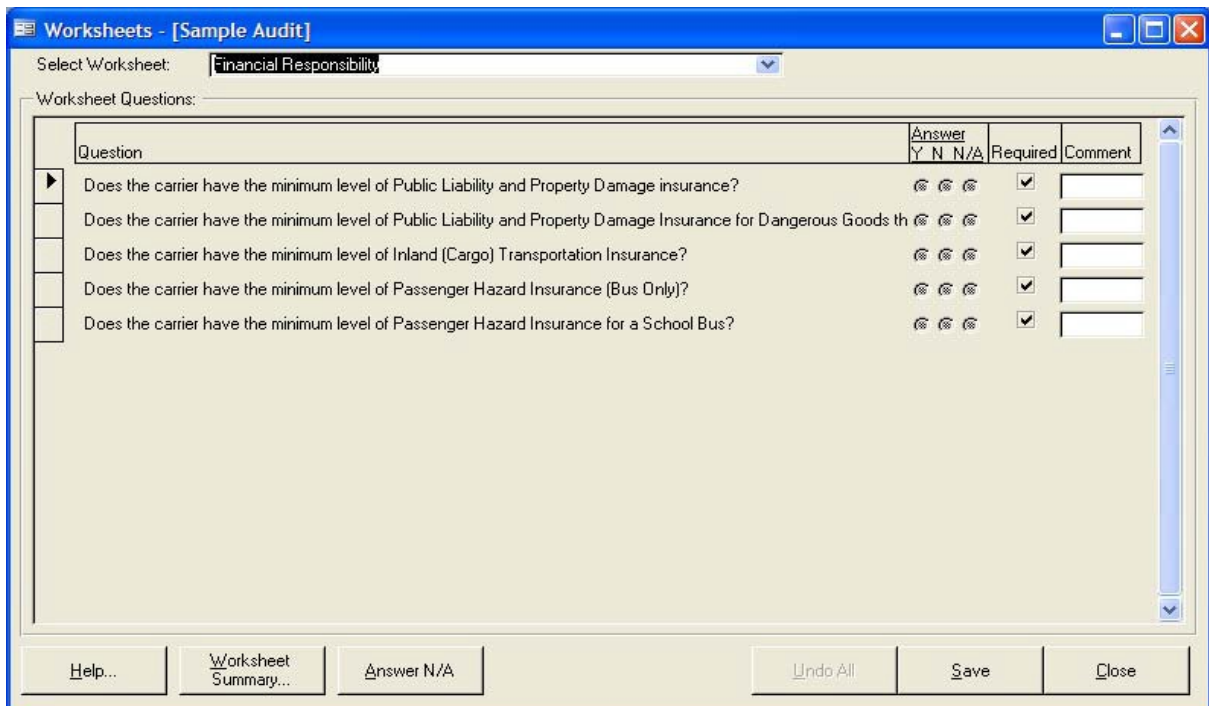 Worksheets - [Sample Audit]
Select Worksheet: Financial Responsibility
Worksheet Questions:
Question Answer Y N N/A Required Comment
Does the carrier have the minimum level of Public Liability and Property Damage insurance?
Does the carrier have the minimum level of Public Liability and Property Damage Insurance for Dangerous Goods th
Does the carrier have the minimum level of Inland (Cargo) Transportation Insurance?
Does the carrier have the minimum level of Passenger Hazard Insurance (Bus Only)?
Does the carrier have the minimum level of Passenger Hazard Insurance for a School Bus?
Help... Worksheet Summary... Answer N/A Undo All Save Close